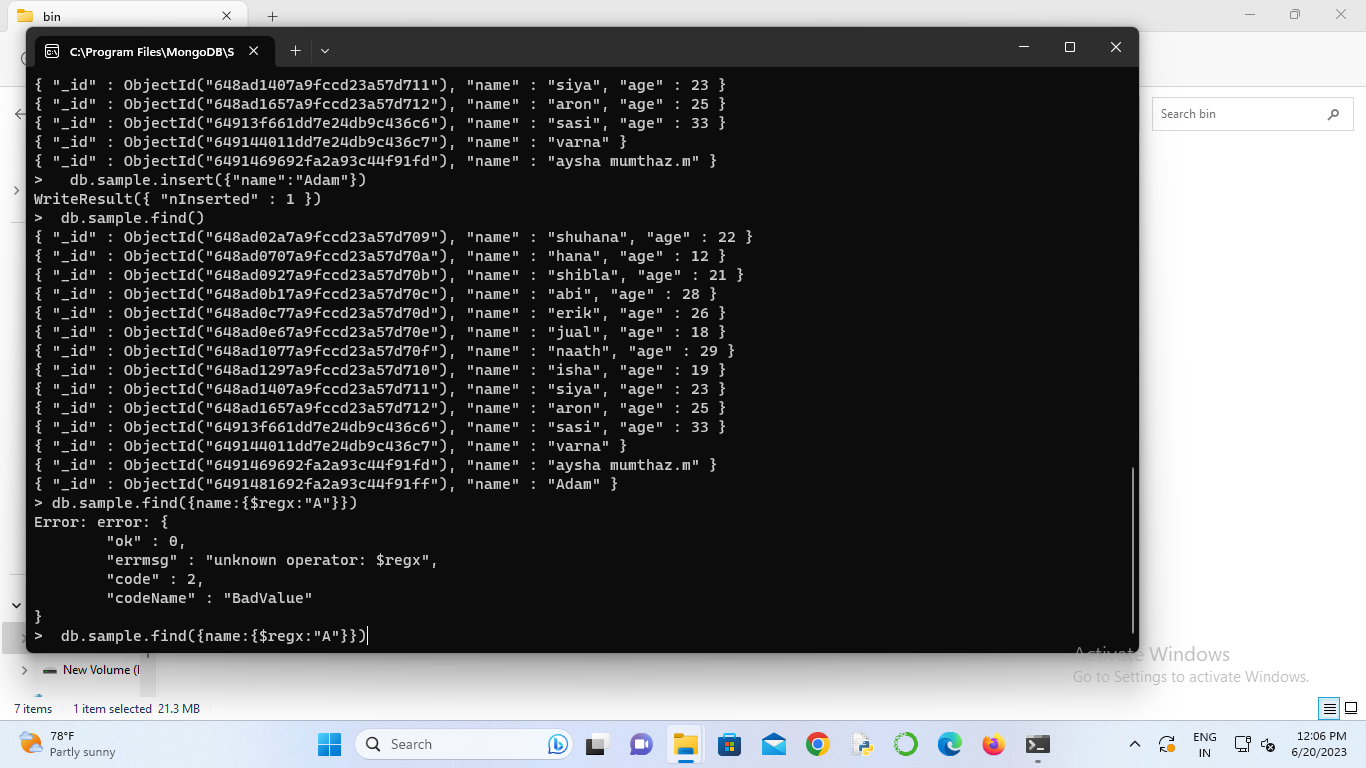 bin
C:\Program Files\MongoDB\S
Search bin
{ "_id" : ObjectId("648ad1407a9fccd23a57d711"), "name" : "siya", "age" : 23 }
{ "_id" : ObjectId("648ad1657a9fccd23a57d712"), "name" : "aron", "age" : 25 }
{ "_id" : ObjectId("64913f661dd7e24db9c436c6"), "name" : "sasi", "age" : 33 }
{ "_id" : ObjectId("649144011dd7e24db9c436c7"), "name" : "varna" }
{ "_id" : ObjectId("6491469692fa2a93c44f91fd"), "name" : "aysha mumthaz.m" }
>   db.sample.insert({"name":"Adam"})
WriteResult({ "nInserted" : 1 })
>  db.sample.find()
{ "_id" : ObjectId("648ad02a7a9fccd23a57d709"), "name" : "shuhana", "age" : 22 }
{ "_id" : ObjectId("648ad0707a9fccd23a57d70a"), "name" : "hana", "age" : 12 }
{ "_id" : ObjectId("648ad0927a9fccd23a57d70b"), "name" : "shibla", "age" : 21 }
{ "_id" : ObjectId("648ad0b17a9fccd23a57d70c"), "name" : "abi", "age" : 28 }
{ "_id" : ObjectId("648ad0c77a9fccd23a57d70d"), "name" : "erik", "age" : 26 }
{ "_id" : ObjectId("648ad0e67a9fccd23a57d70e"), "name" : "jual", "age" : 18 }
{ "_id" : ObjectId("648ad1077a9fccd23a57d70f"), "name" : "naath", "age" : 29 }
{ "_id" : ObjectId("648ad1297a9fccd23a57d710"), "name" : "isha", "age" : 19 }
{ "_id" : ObjectId("648ad1407a9fccd23a57d711"), "name" : "siya", "age" : 23 }
{ "_id" : ObjectId("648ad1657a9fccd23a57d712"), "name" : "aron", "age" : 25 }
{ "_id" : ObjectId("64913f661dd7e24db9c436c6"), "name" : "sasi", "age" : 33 }
{ "_id" : ObjectId("649144011dd7e24db9c436c7"), "name" : "varna" }
{ "_id" : ObjectId("6491469692fa2a93c44f91fd"), "name" : "aysha mumthaz.m" }
{ "_id" : ObjectId("6491481692fa2a93c44f91ff"), "name" : "Adam" }
> db.sample.find({name:{$regx:"A"}})
Error: error: {
        "ok" : 0,
        "errmsg" : "unknown operator: $regx",
        "code" : 2,
        "codeName" : "BadValue"
}
>  db.sample.find({name:{$regx:"A"}})
Activate Windows
Go to Settings to activate Windows.
New Volume (
7 items 1 item selected 21.3 MB
78°F
Partly sunny
Search
ENG
IN
12:06 PM
6/20/2023